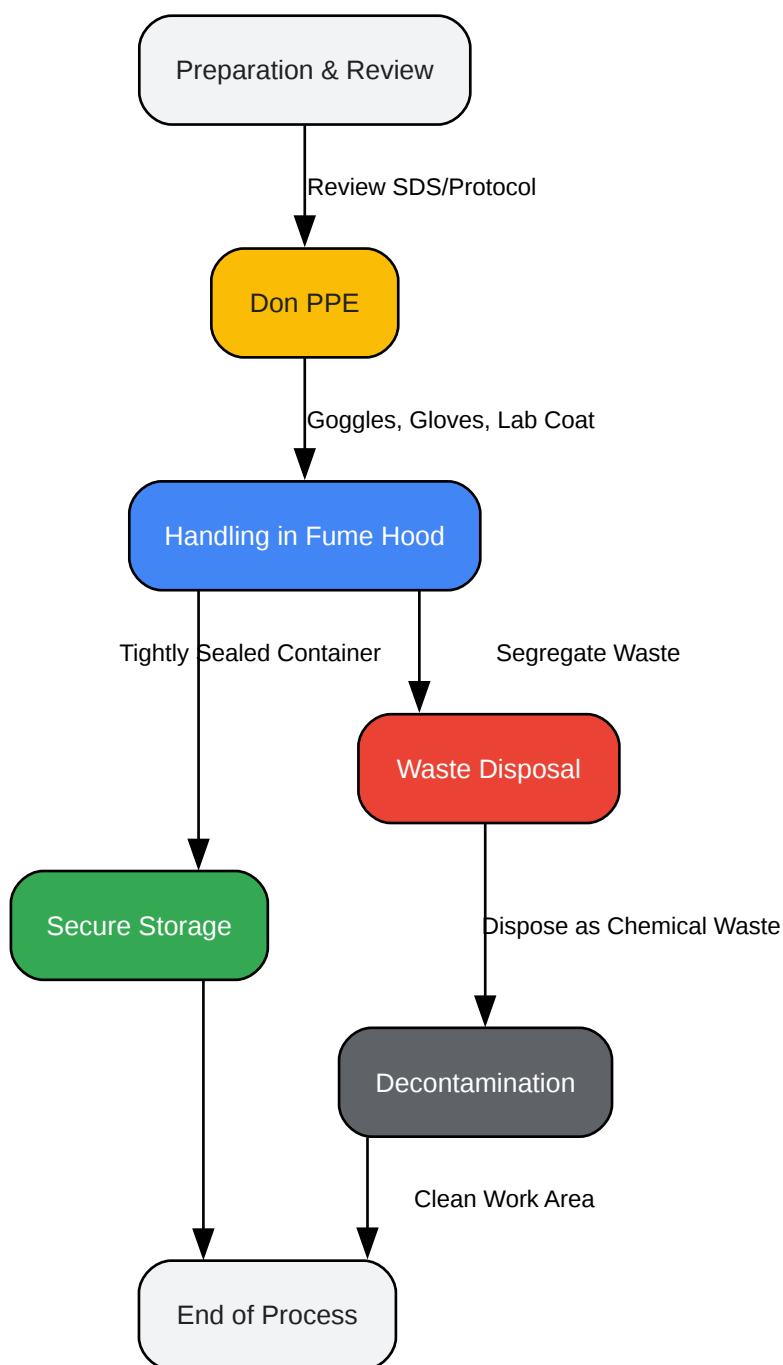 Preparation & Review
Review SDS/Protocol
Don PPE
Goggles, Gloves, Lab Coat
Handling in Fume Hood
Tightly Sealed Container
Segregate Waste
Waste Disposal
Secure Storage
Dispose as Chemical Waste
Decontamination
Clean Work Area
End of Process